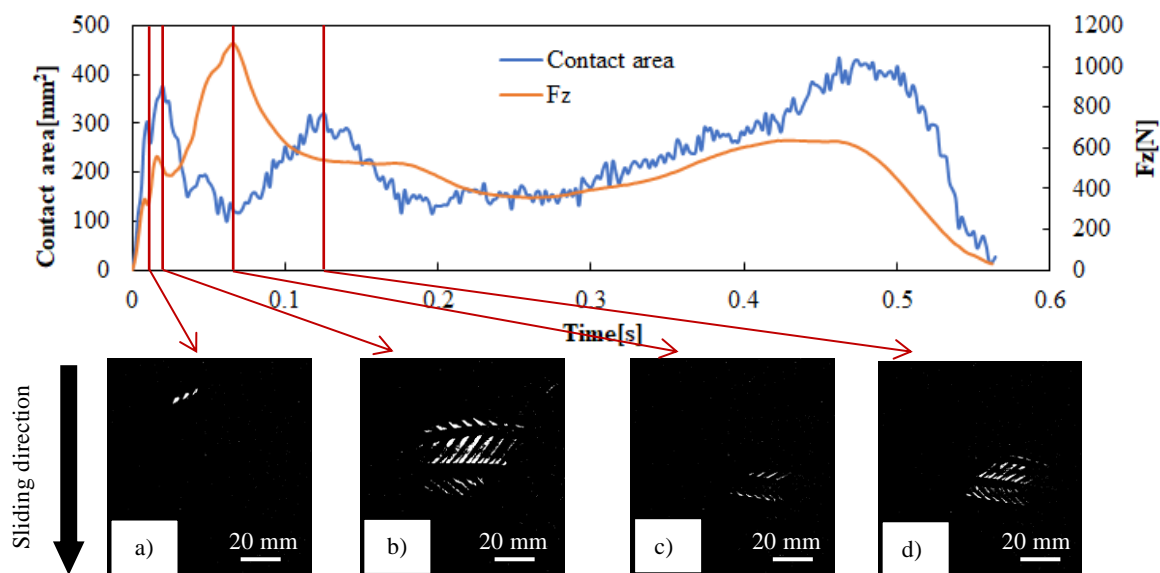 500
400
300
200
100
0
Contact area[mm²]
Contact area
Fz
1200
1000
800
600
400
200
0
Fz[N]
0 0.1 0.2 0.3 0.4 0.5 0.6
Time[s]
Sliding direction
a) 20 mm
b) 20 mm
c) 20 mm
d) 20 mm